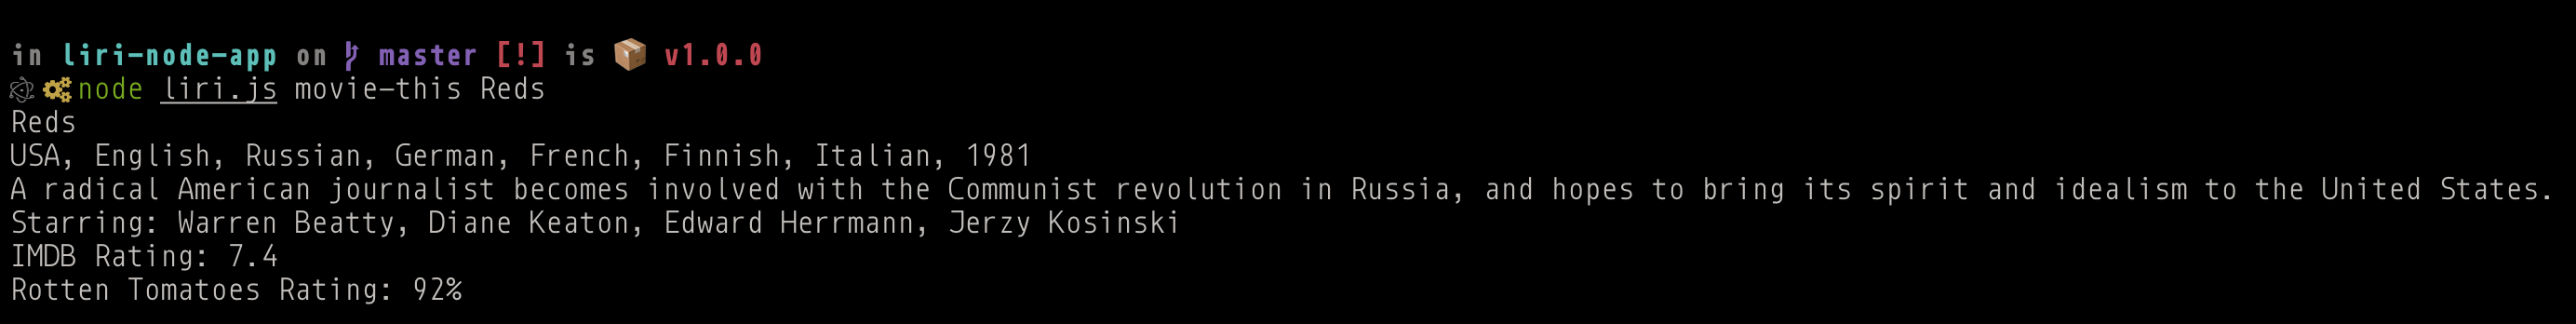 in liri-node-app on master [!] is 📦 v1.0.0
node liri.js movie-this Reds
Reds
USA, English, Russian, German, French, Finnish, Italian, 1981
A radical American journalist becomes involved with the Communist revolution in Russia, and hopes to bring its spirit and idealism to the United States.
Starring: Warren Beatty, Diane Keaton, Edward Herrmann, Jerzy Kosinski
IMDB Rating: 7.4
Rotten Tomatoes Rating: 92%